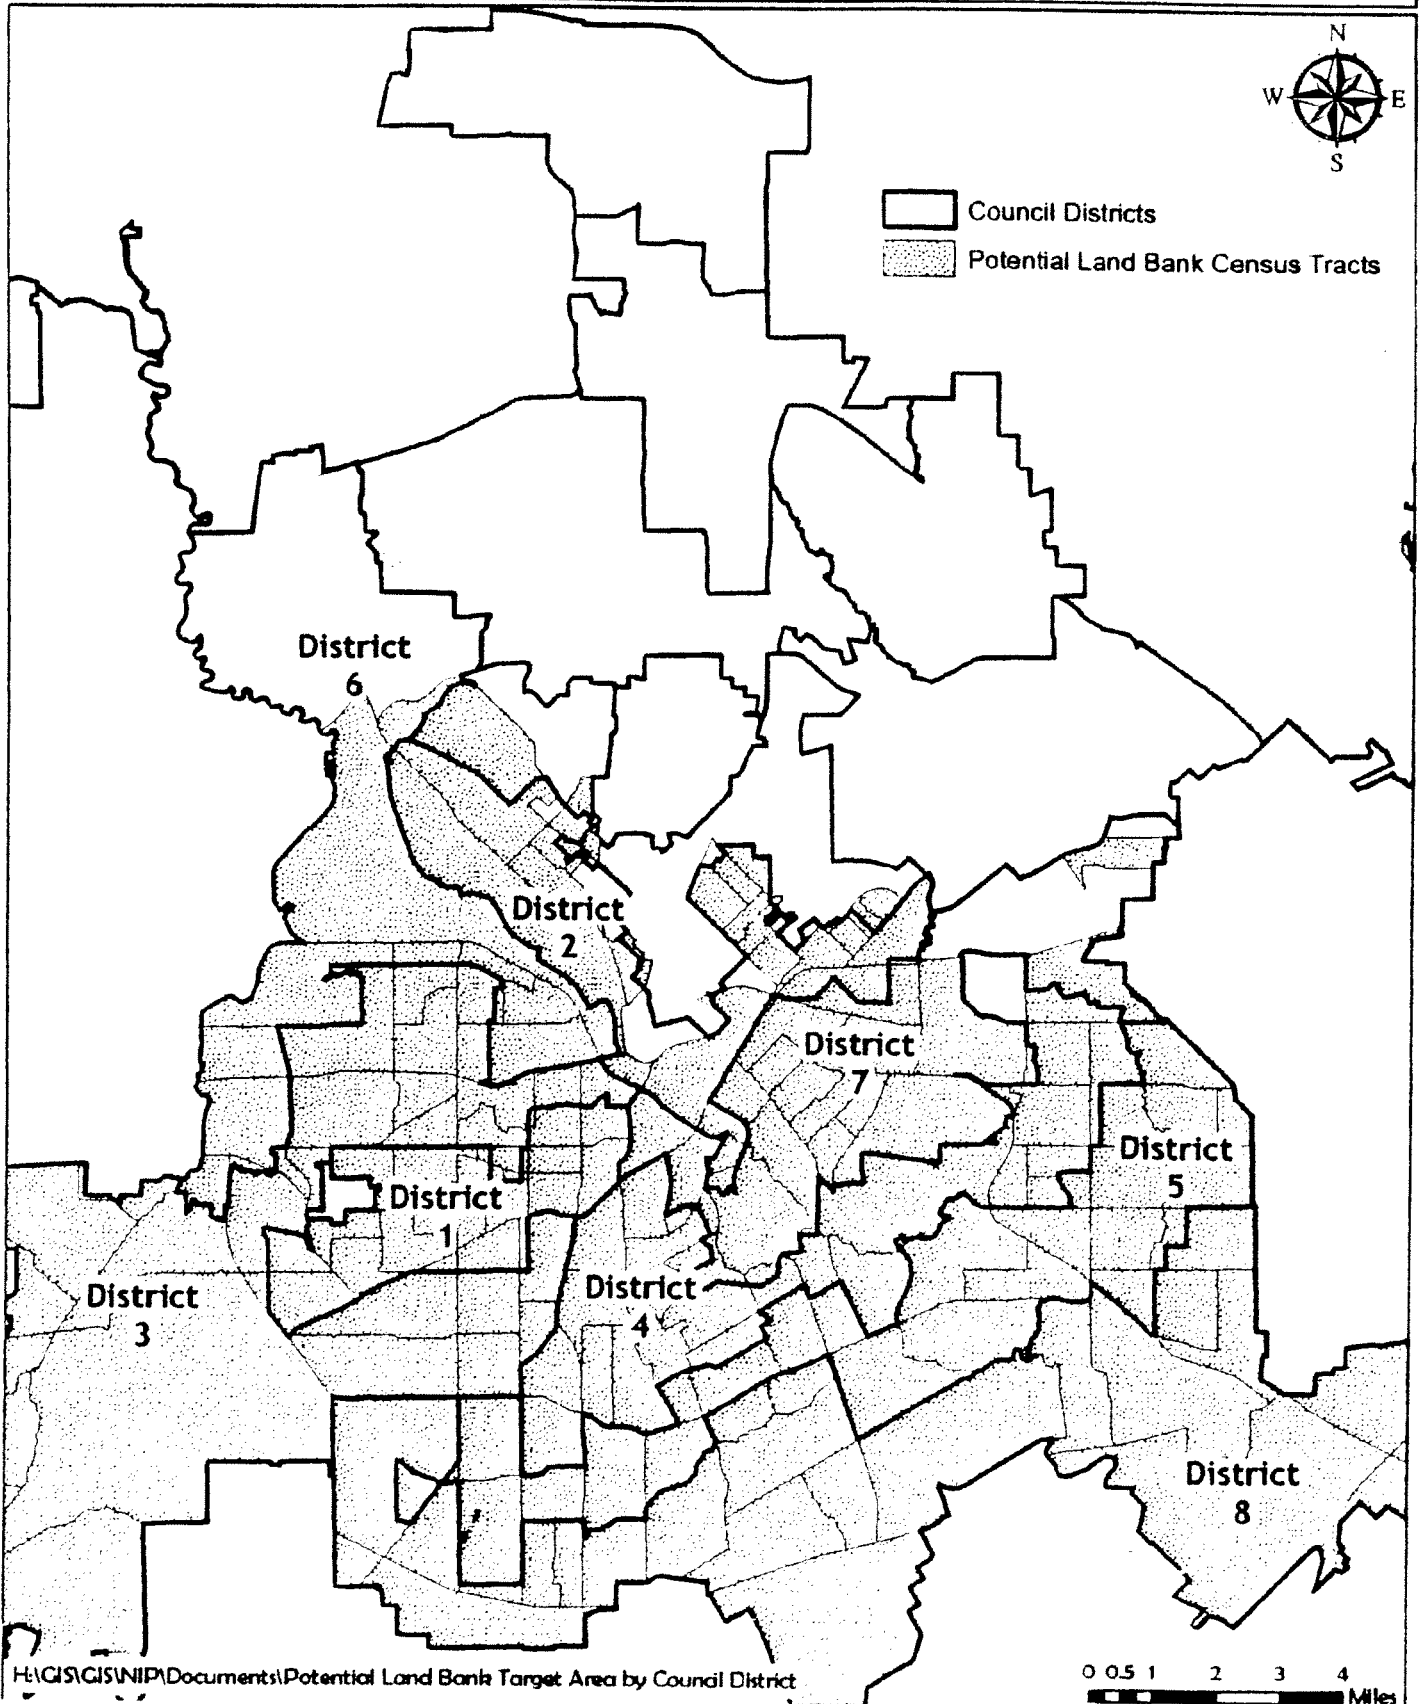 N
W E
S
Council Districts
Potential Land Bank Census Tracts
District
6
District
2
District
7
District
5
District
1
District
3
District
4
District
8
H:\GIS\GIS\NIP\Documents\Potential Land Bank Target Area by Council District
0 0.5 1 2 3 4
Miles